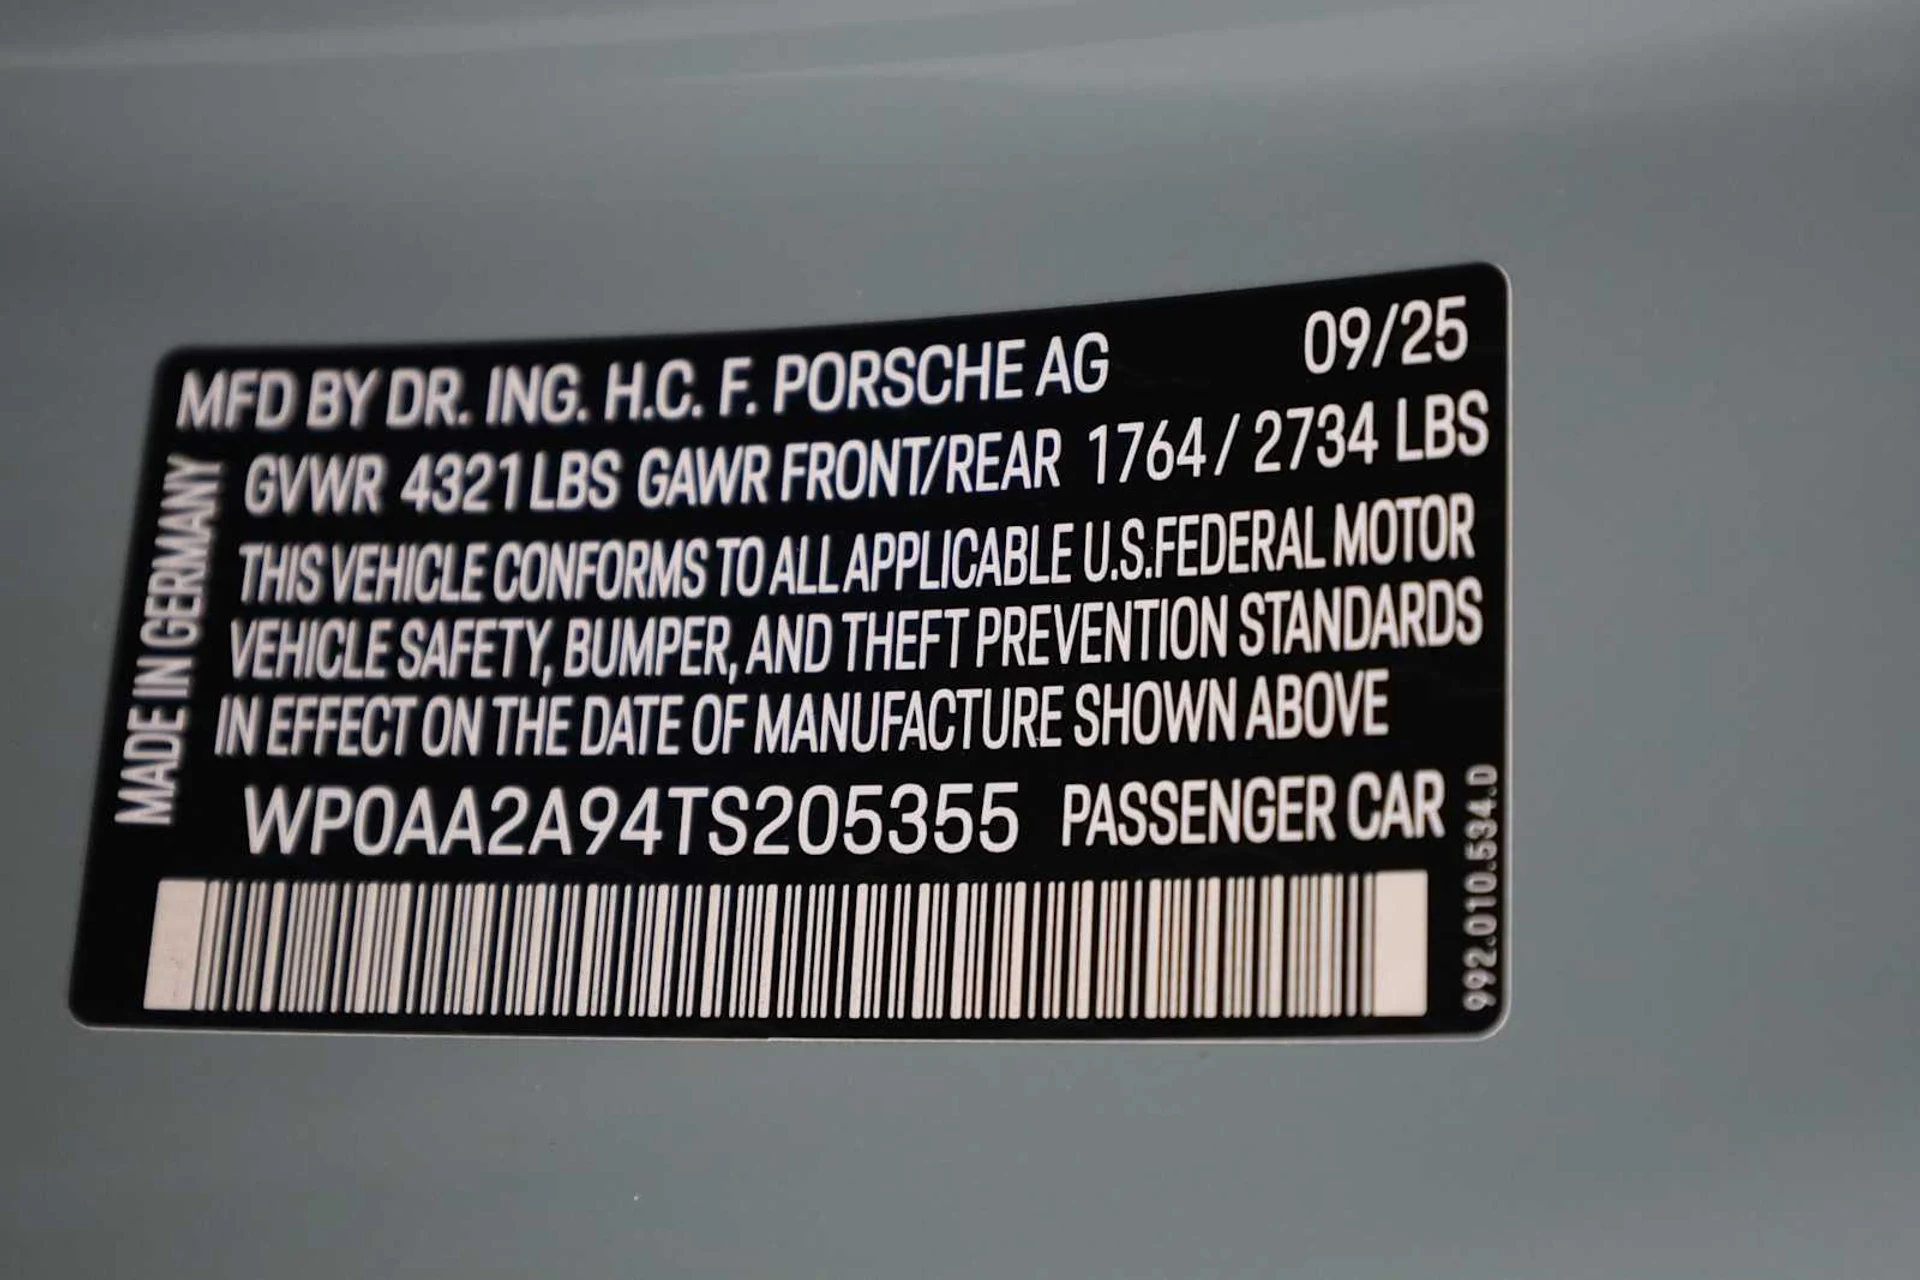 MFD BY DR. ING. H.C. F. PORSCHE AG 09/25
GVWR 4321 LBS GAWR FRONT/REAR 1764 / 2734 LBS
THIS VEHICLE CONFORMS TO ALL APPLICABLE U.S.FEDERAL MOTOR
VEHICLE SAFETY, BUMPER, AND THEFT PREVENTION STANDARDS
IN EFFECT ON THE DATE OF MANUFACTURE SHOWN ABOVE
WP0AA2A94TS205355 PASSENGER CAR
MADE IN GERMANY
992.010.534.0